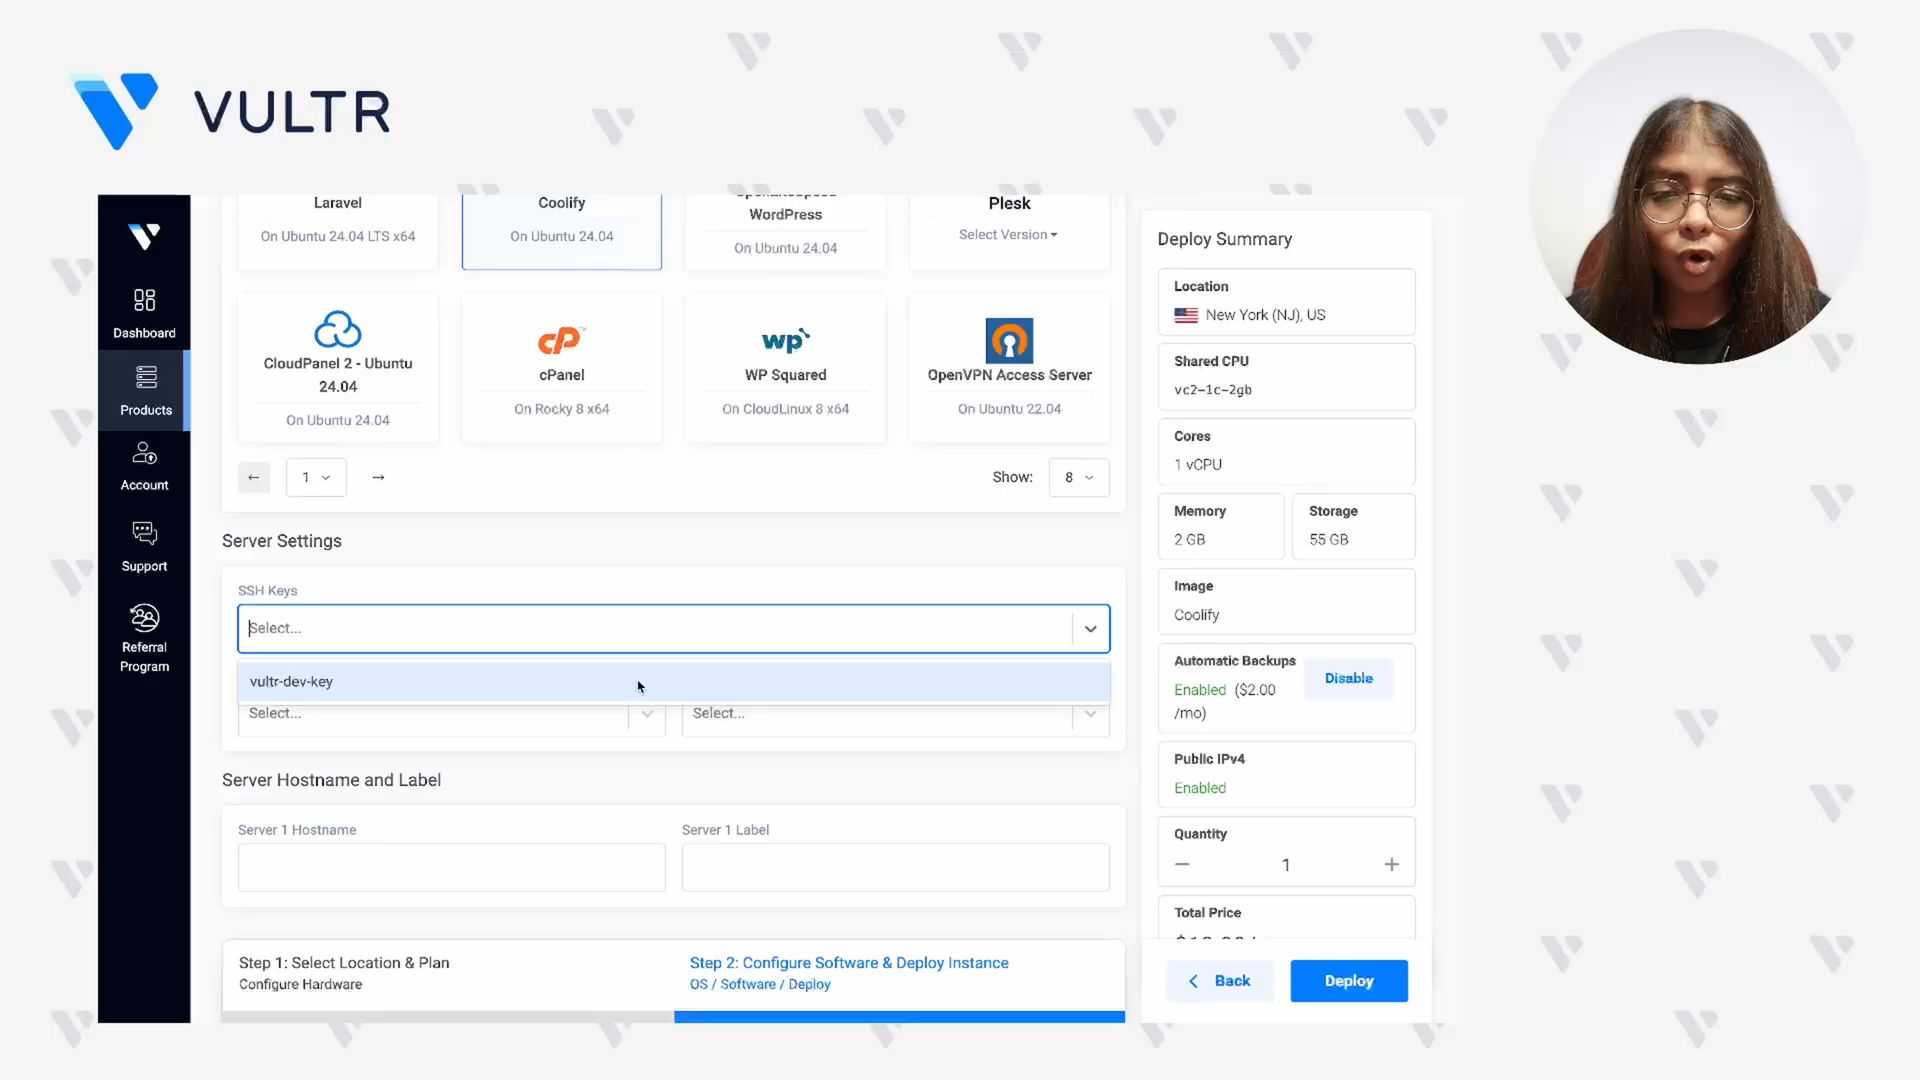 VULTR
Dashboard
Products
Account
Support
Referral
Program
Laravel
On Ubuntu 24.04 LTS x64
Coolify
On Ubuntu 24.04
WordPress
On Ubuntu 24.04
Plesk
Select Version
CloudPanel 2 - Ubuntu
24.04
On Ubuntu 24.04
cP
cPanel
On Rocky 8 x64
wp
WP Squared
On CloudLinux 8 x64
OpenVPN Access Server
On Ubuntu 22.04
← 1 →
Show: 8
Server Settings
SSH Keys
Select...
vultr-dev-key
Select... Select...
Server Hostname and Label
Server 1 Hostname Server 1 Label
Step 1: Select Location & Plan
Configure Hardware
Step 2: Configure Software & Deploy Instance
OS / Software / Deploy
Deploy Summary
Location
New York (NJ), US
Shared CPU
vc2-1c-2gb
Cores
1 vCPU
Memory
2 GB
Storage
55 GB
Image
Coolify
Automatic Backups
Enabled ($2.00
/mo)
Disable
Public IPv4
Enabled
Quantity
− 1 +
Total Price
Back
Deploy